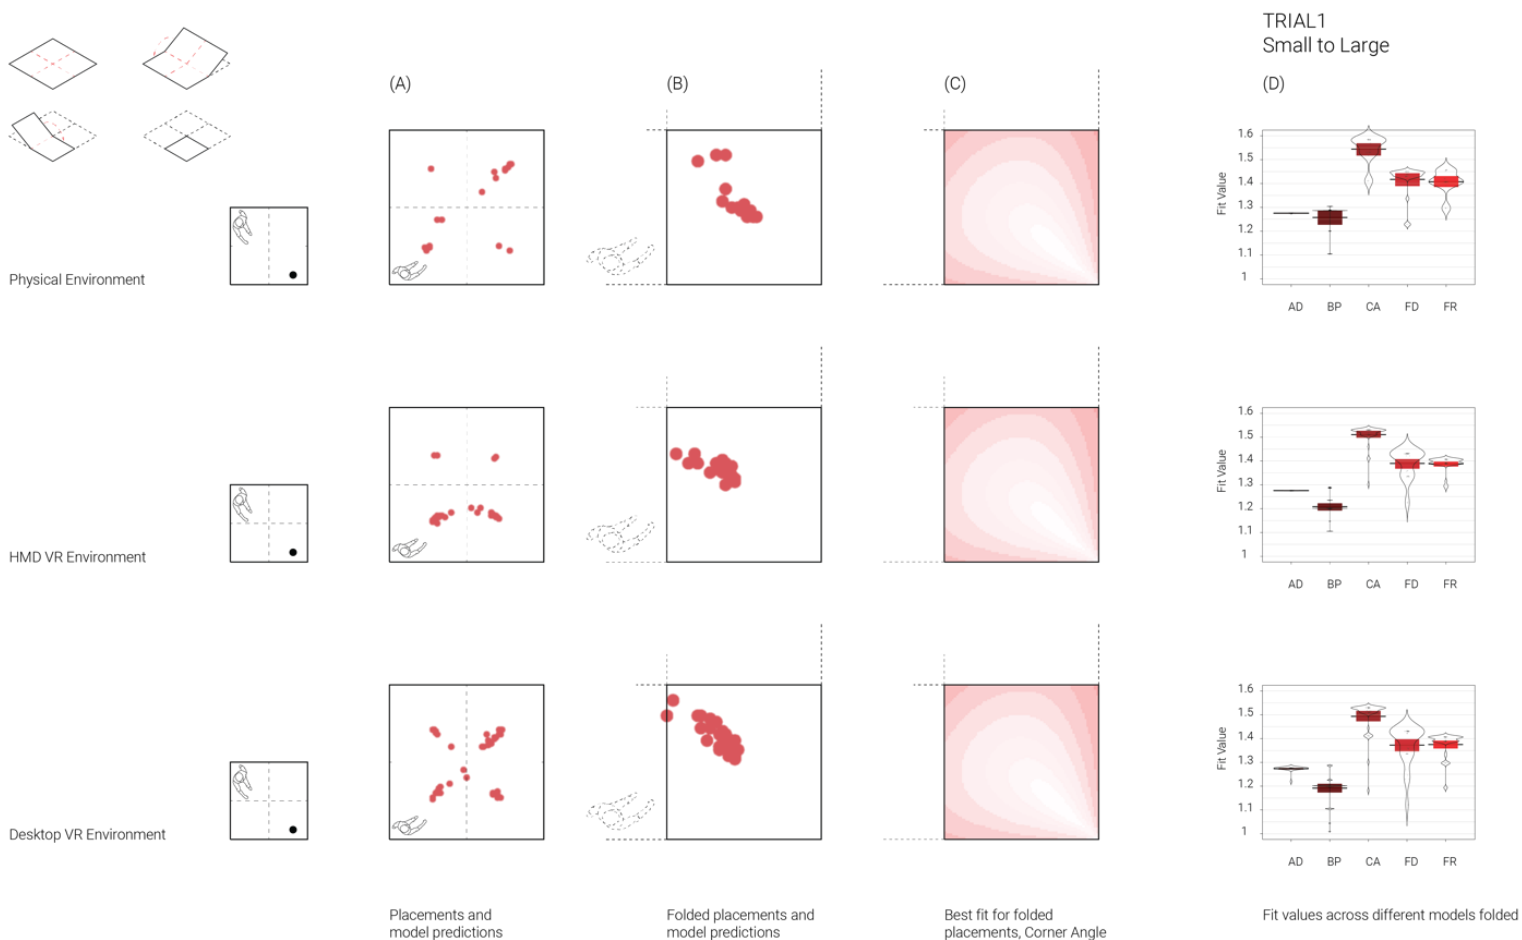 TRIAL1
Small to Large
(A)
(B)
(C)
(D)
Physical Environment
Fit Value
1.6
1.5
1.4
1.3
1.2
1.1
1
AD BP CA FD FR
HMD VR Environment
Fit Value
1.6
1.5
1.4
1.3
1.2
1.1
1
AD BP CA FD FR
Desktop VR Environment
Fit Value
1.6
1.5
1.4
1.3
1.2
1.1
1
AD BP CA FD FR
Placements and
model predictions
Folded placements and
model predictions
Best fit for folded
placements, Corner Angle
Fit values across different models folded